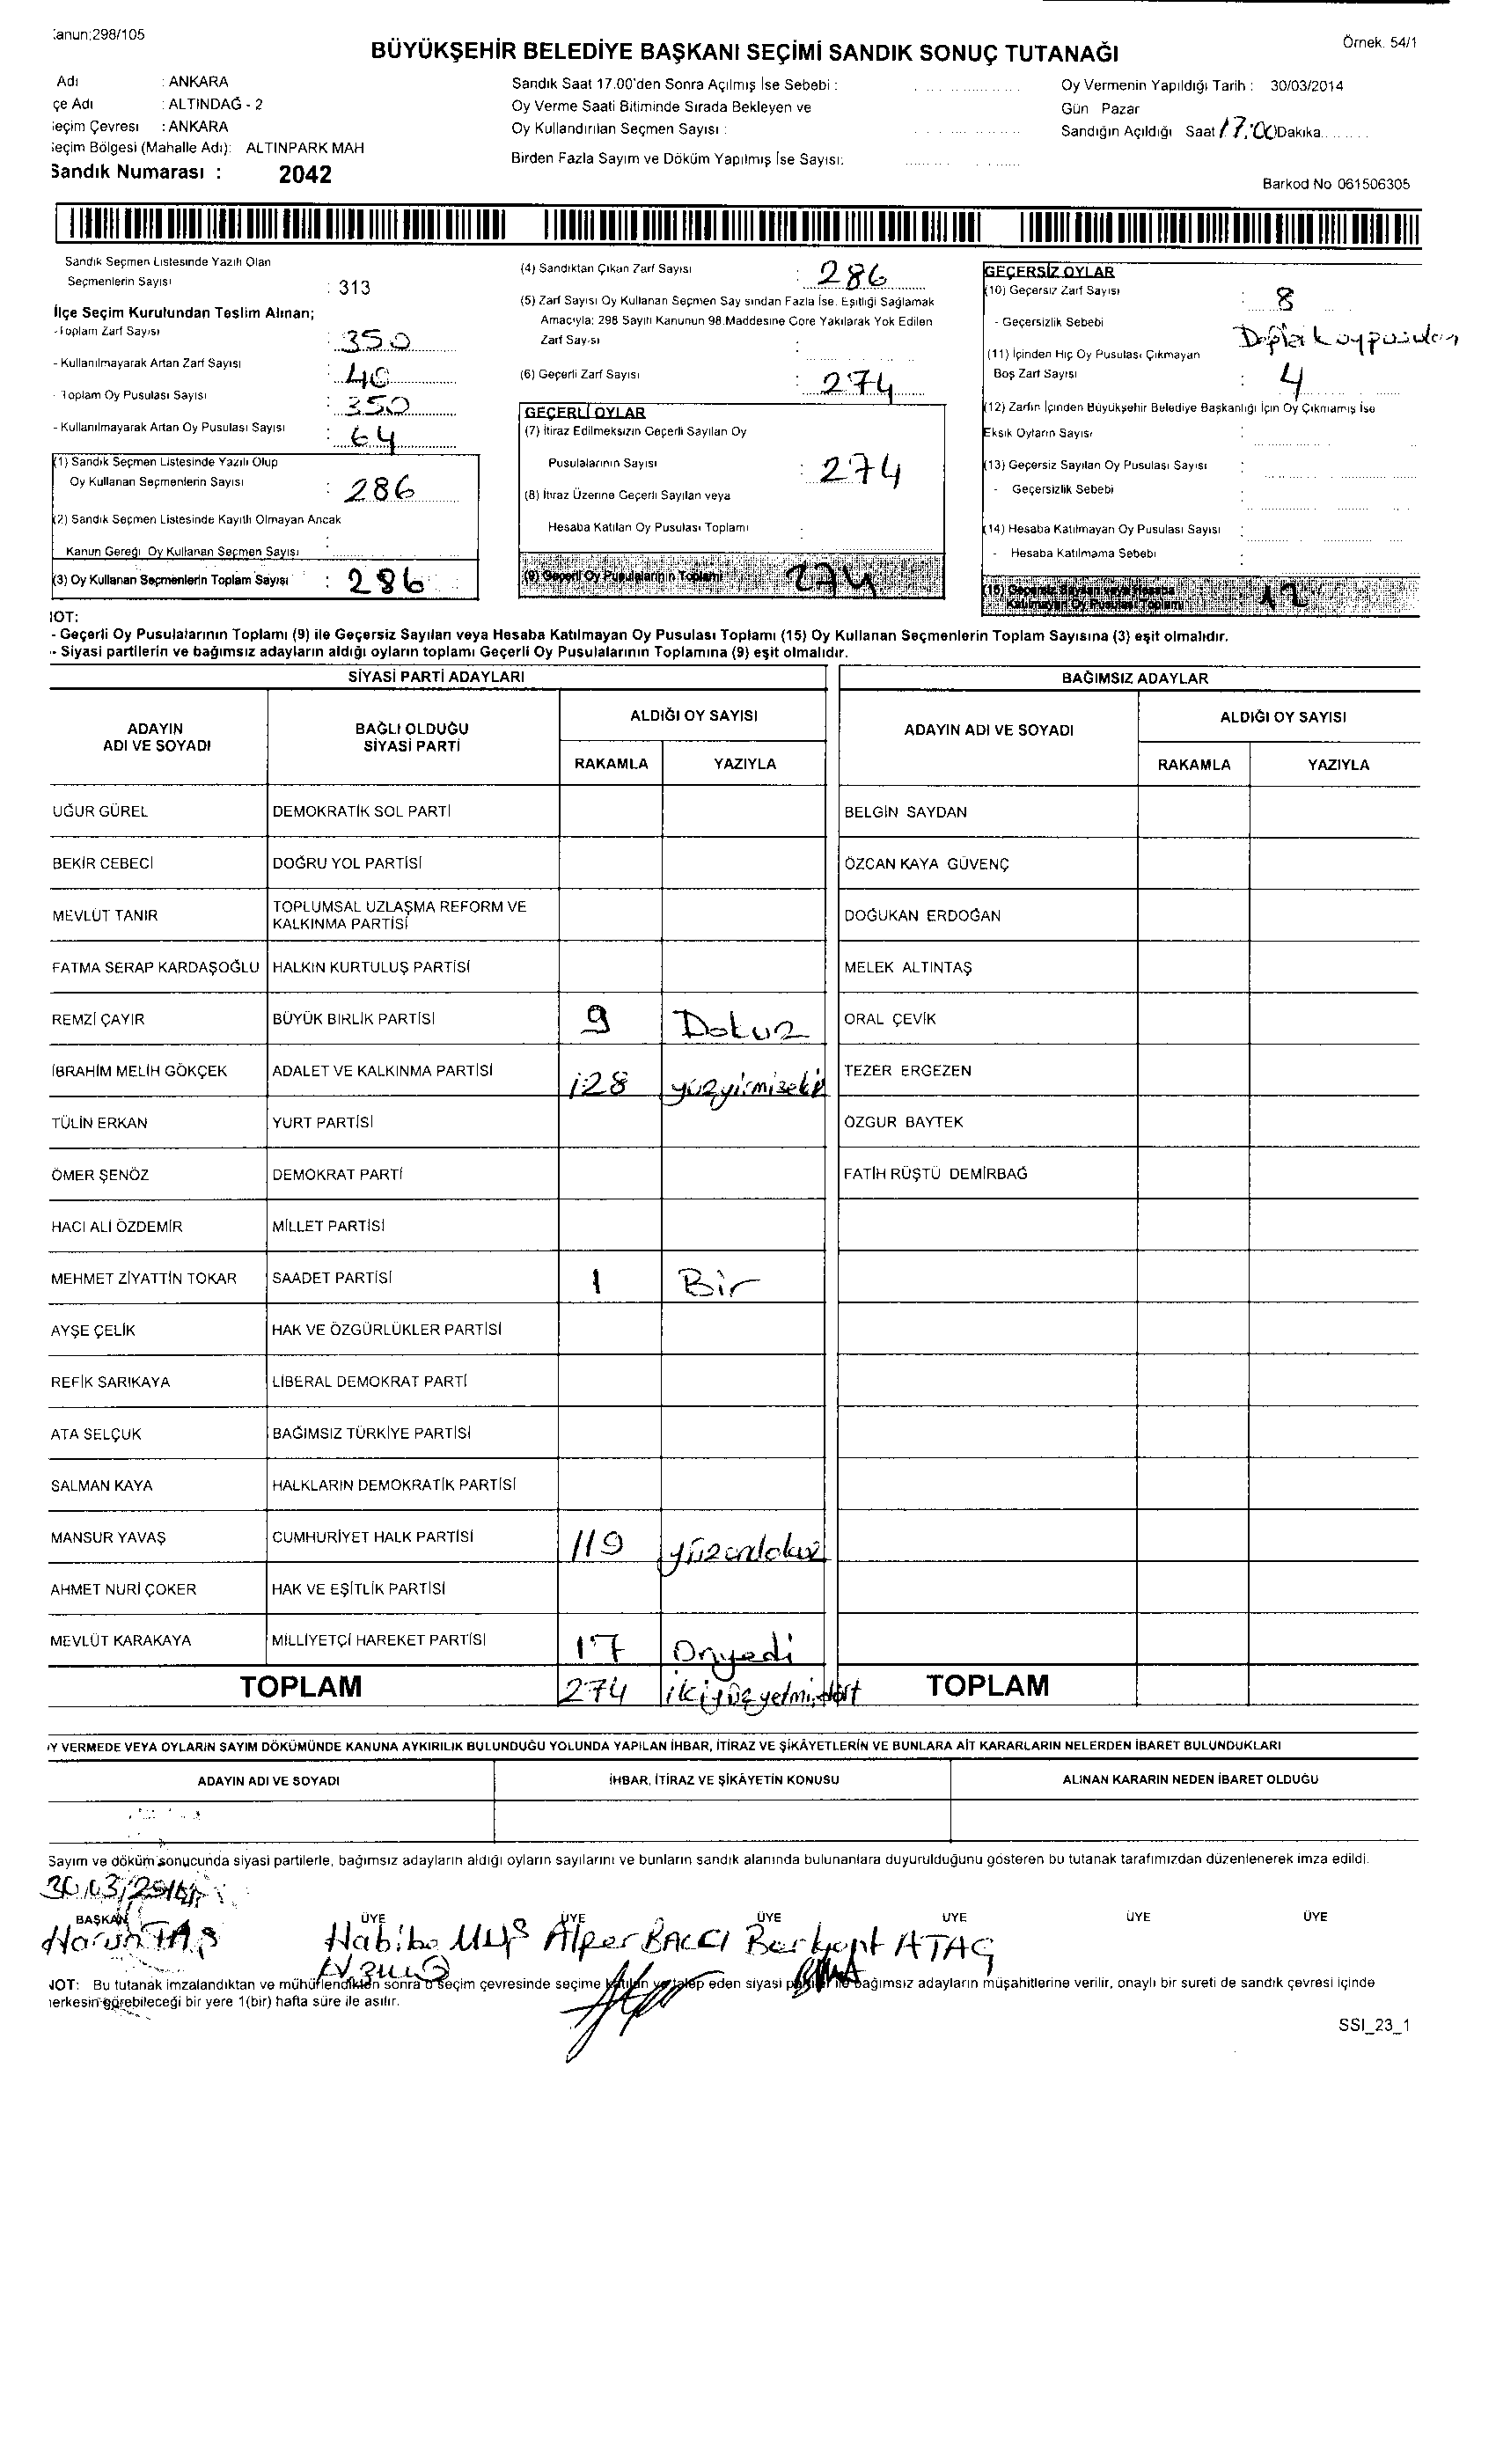 Kanun;298/105
Örnek. 54/1
BÜYÜKŞEHİR BELEDİYE BAŞKANI SEÇİMİ SANDIK SONUÇ TUTANAĞI
Adı : ANKARA
çe Adı : ALTINDAĞ - 2
eçim Çevresi : ANKARA
eçim Bölgesi (Mahalle Adı): ALTINPARK MAH
Sandık Numarası : 2042
Sandık Saat 17.00'den Sonra Açılmış İse Sebebi :
Oy Verme Saati Bitiminde Sırada Bekleyen ve
Oy Kullandırılan Seçmen Sayısı :
Birden Fazla Sayım ve Döküm Yapılmış İse Sayısı:
Oy Vermenin Yapıldığı Tarih : 30/03/2014
Gün Pazar
Sandığın Açıldığı Saat 17:00 Dakika........
Barkod No 061506305
Sandık Seçmen Listesinde Yazılı Olan
Seçmenlerin Sayısı : 313
İlçe Seçim Kurulundan Teslim Alınan;
-Toplam Zarf Sayısı : 350
- Kullanılmayarak Artan Zarf Sayısı :
- Toplam Oy Pusulası Sayısı : 350
- Kullanılmayarak Artan Oy Pusulası Sayısı : 64
(1) Sandık Seçmen Listesinde Yazılı Olup
Oy Kullanan Seçmenlerin Sayısı : 286
(2) Sandık Seçmen Listesinde Kayıtlı Olmayan Ancak
Kanun Gereği Oy Kullanan Seçmen Sayısı :
(3) Oy Kullanan Seçmenlerin Toplam Sayısı : 286
(4) Sandıktan Çıkan Zarf Sayısı : 286
(5) Zarf Sayısı Oy Kullanan Seçmen Sayısından Fazla İse, Eşitliği Sağlamak
Amacıyla; 298 Sayılı Kanunun 98.Maddesine Göre Yakılarak Yok Edilen
Zarf Sayısı :
(6) Geçerli Zarf Sayısı : 274
GEÇERLİ OYLAR
(7) İtiraz Edilmeksizin Geçerli Sayılan Oy
Pusulalarının Sayısı : 274
(8) İtiraz Üzerine Geçerli Sayılan veya
Hesaba Katılan Oy Pusulası Toplamı :
(9) Geçerli Oy Pusulalarının Toplamı 274
GEÇERSİZ OYLAR
(10) Geçersiz Zarf Sayısı : 8
- Geçersizlik Sebebi
(11) İçinden Hiç Oy Pusulası Çıkmayan
Boş Zarf Sayısı : 4
(12) Zarfın İçinden Büyükşehir Belediye Başkanlığı İçin Oy Çıkmamış İse
Eksik Oyların Sayısı :
(13) Geçersiz Sayılan Oy Pusulası Sayısı :
- Geçersizlik Sebebi :
(14) Hesaba Katılmayan Oy Pusulası Sayısı :
- Hesaba Katılmama Sebebi :
(15) Geçersiz Sayılan veya Hesaba
Katılmayan Oy Pusulası Toplamı 12
NOT:
- Geçerli Oy Pusulalarının Toplamı (9) ile Geçersiz Sayılan veya Hesaba Katılmayan Oy Pusulası Toplamı (15) Oy Kullanan Seçmenlerin Toplam Sayısına (3) eşit olmalıdır.
- Siyasi partilerin ve bağımsız adayların aldığı oyların toplamı Geçerli Oy Pusulalarının Toplamına (9) eşit olmalıdır.
SİYASİ PARTİ ADAYLARI BAĞIMSIZ ADAYLAR
ADAYIN ADI VE SOYADI BAĞLI OLDUĞU SİYASİ PARTİ ALDIĞI OY SAYISI ADAYIN ADI VE SOYADI ALDIĞI OY SAYISI
RAKAMLA YAZIYLA RAKAMLA YAZIYLA
UĞUR GÜREL DEMOKRATİK SOL PARTİ BELGİN SAYDAN
BEKİR CEBECİ DOĞRU YOL PARTİSİ ÖZCAN KAYA GÜVENÇ
MEVLÜT TANIR TOPLUMSAL UZLAŞMA REFORM VE KALKINMA PARTİSİ DOĞUKAN ERDOĞAN
FATMA SERAP KARDAŞOĞLU HALKIN KURTULUŞ PARTİSİ MELEK ALTINTAŞ
REMZİ ÇAYIR BÜYÜK BİRLİK PARTİSİ 9 Dokuz ORAL ÇEVİK
İBRAHİM MELİH GÖKÇEK ADALET VE KALKINMA PARTİSİ 128 yüzyirmisekiz TEZER ERGEZEN
TÜLİN ERKAN YURT PARTİSİ ÖZGÜR BAYTEK
ÖMER ŞENÖZ DEMOKRAT PARTİ FATİH RÜŞTÜ DEMİRBAĞ
HACI ALİ ÖZDEMİR MİLLET PARTİSİ
MEHMET ZİYATTİN TOKAR SAADET PARTİSİ 1 Bir
AYŞE ÇELİK HAK VE ÖZGÜRLÜKLER PARTİSİ
REFİK SARIKAYA LİBERAL DEMOKRAT PARTİ
ATA SELÇUK BAĞIMSIZ TÜRKİYE PARTİSİ
SALMAN KAYA HALKLARIN DEMOKRATİK PARTİSİ
MANSUR YAVAŞ CUMHURİYET HALK PARTİSİ 119 yüzondokuz
AHMET NURİ ÇOKER HAK VE EŞİTLİK PARTİSİ
MEVLÜT KARAKAYA MİLLİYETÇİ HAREKET PARTİSİ 17 Onyedi
TOPLAM 274 ikiyüzyetmişdört TOPLAM
Y VERMEDE VEYA OYLARIN SAYIM DÖKÜMÜNDE KANUNA AYKIRILIK BULUNDUĞU YOLUNDA YAPILAN İHBAR, İTİRAZ VE ŞİKÂYETLERİN VE BUNLARA AİT KARARLARIN NELERDEN İBARET BULUNDUKLARI
ADAYIN ADI VE SOYADI İHBAR, İTİRAZ VE ŞİKÂYETİN KONUSU ALINAN KARARIN NEDEN İBARET OLDUĞU
Sayım ve döküm sonucunda siyasi partilerle, bağımsız adayların aldığı oyların sayılarını ve bunların sandık alanında bulunanlara duyurulduğunu gösteren bu tutanak tarafımızdan düzenlenerek imza edildi.
30/03/2014
BAŞKAN ÜYE ÜYE ÜYE ÜYE ÜYE ÜYE
Harun TAŞ Habibe Alper BAĞCI Berkant ATAÇ
NOT: Bu tutanak imzalandıktan ve mühürlendikten sonra o seçim çevresinde seçime katılan ve talep eden siyasi partiler ile bağımsız adayların müşahitlerine verilir, onaylı bir sureti de sandık çevresi içinde
herkesin görebileceği bir yere 1(bir) hafta süre ile asılır.
SSI_23_1